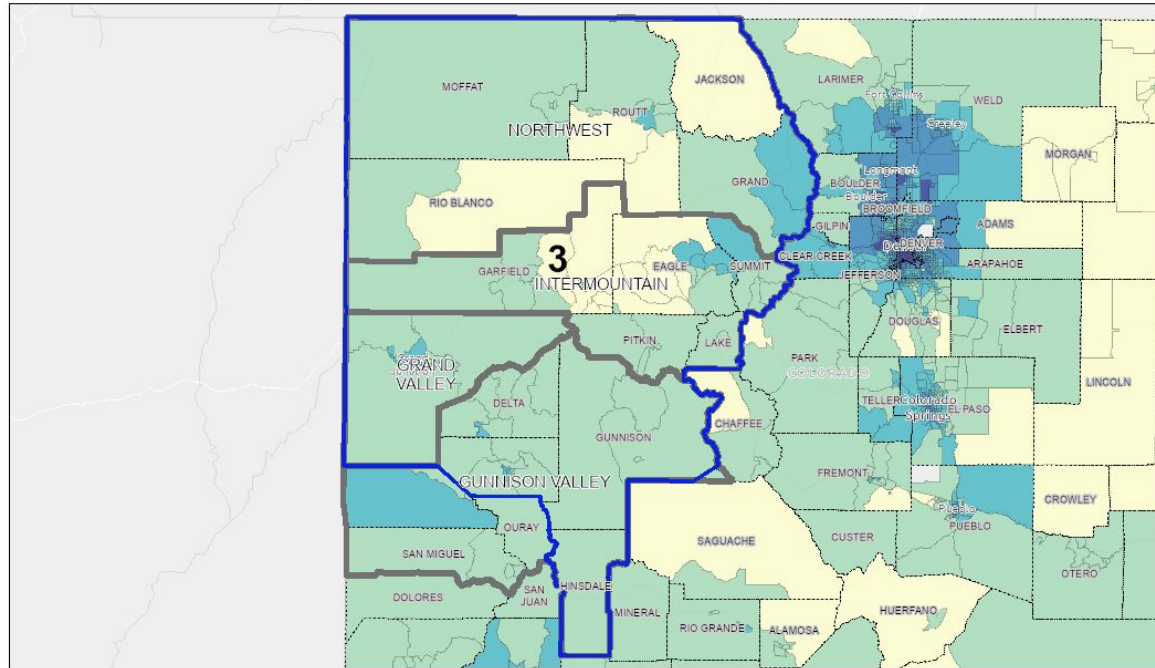 JACKSON
LARIMER
MOFFAT
Fort Collins
WELD
ROUTT
Greeley
NORTHWEST
MORGAN
Longmont
GRAND
BOULDER
Boulder
RIO BLANCO
BROOMFIELD
GILPIN
ADAMS
DENVER
Denver
3
CLEAR CREEK
GARFIELD
EAGLE
SUMMIT
ARAPAHOE
JEFFERSON
INTERMOUNTAIN
DOUGLAS
ELBERT
PITKIN
LAKE
PARK
GRAND
VALLEY
COLORADO
LINCOLN
DELTA
TELLER
Colorado
Springs
EL PASO
CHAFFEE
GUNNISON
FREMONT
GUNNISON VALLEY
CROWLEY
Pueblo
OURAY
PUEBLO
SAGUACHE
CUSTER
SAN MIGUEL
OTERO
HINSDALE
DOLORES
SAN
JUAN
MINERAL
HUERFANO
RIO GRANDE
ALAMOSA